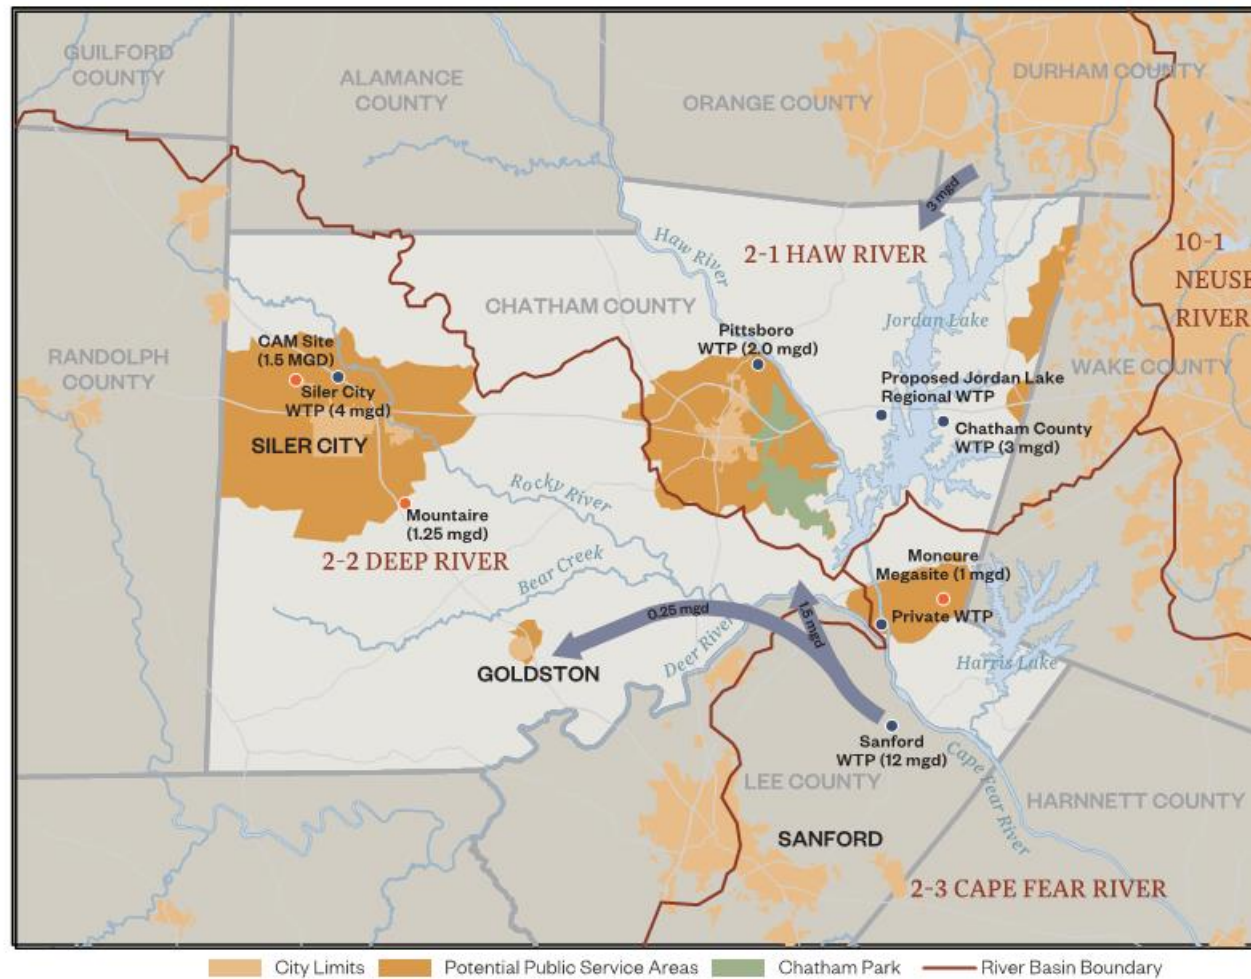 GUILFORD
COUNTY
ALAMANCE
COUNTY
ORANGE COUNTY
DURHAM COUNTY
3 mgd
Haw River
2-1 HAW RIVER
10-1
NEUSE
RIVER
CHATHAM COUNTY
Jordan Lake
RANDOLPH
COUNTY
WAKE COUNTY
CAM Site
(1.5 MGD)
Siler City
WTP (4 mgd)
SILER CITY
Pittsboro
WTP (2.0 mgd)
Proposed Jordan Lake
Regional WTP
Chatham County
WTP (3 mgd)
Rocky River
Mountaire
(1.25 mgd)
2-2 DEEP RIVER
Bear Creek
Moncure
Megasite (1 mgd)
Private WTP
0.25 mgd
1.5 mgd
Deer River
Harris Lake
GOLDSTON
Sanford
WTP (12 mgd)
Cape Fear River
LEE COUNTY
HARNNETT COUNTY
SANFORD
2-3 CAPE FEAR RIVER
City Limits
Potential Public Service Areas
Chatham Park
River Basin Boundary